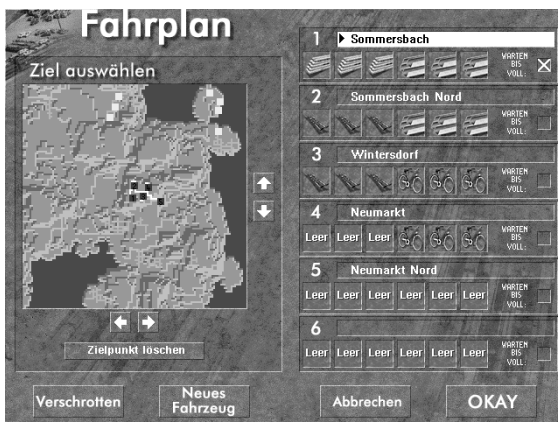 Fahrplan
Ziel auswählen
Zielpunkt löschen
1 Sommersbach
WARTEN BIS VOLL:
2 Sommersbach Nord
WARTEN BIS VOLL:
3 Wintersdorf
WARTEN BIS VOLL:
4 Neumarkt
Leer Leer Leer
WARTEN BIS VOLL:
5 Neumarkt Nord
Leer Leer Leer Leer Leer Leer
WARTEN BIS VOLL:
6
Leer Leer Leer Leer Leer Leer
WARTEN BIS VOLL:
Verschrotten
Neues
Fahrzeug
Abbrechen
OKAY